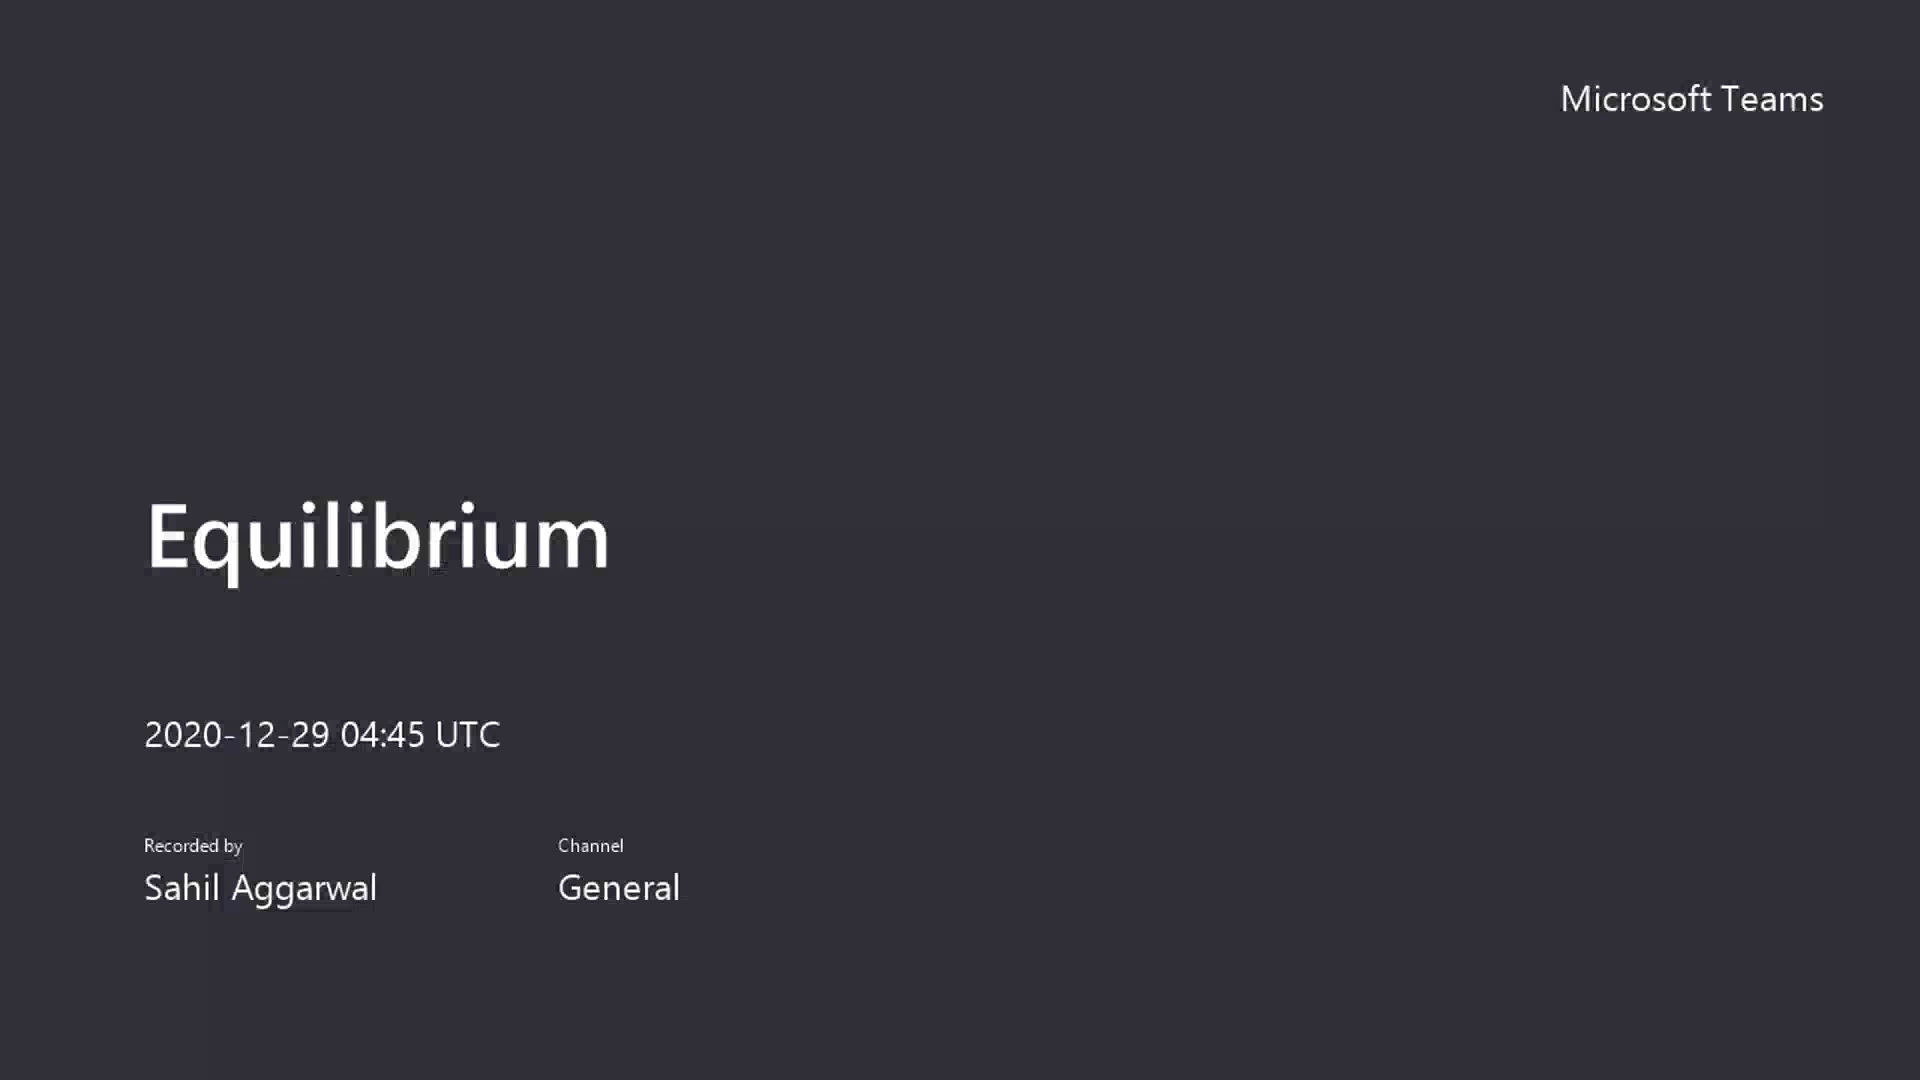 Microsoft Teams
Equilibrium
2020-12-29 04:45 UTC
Recorded by
Sahil Aggarwal
Channel
General